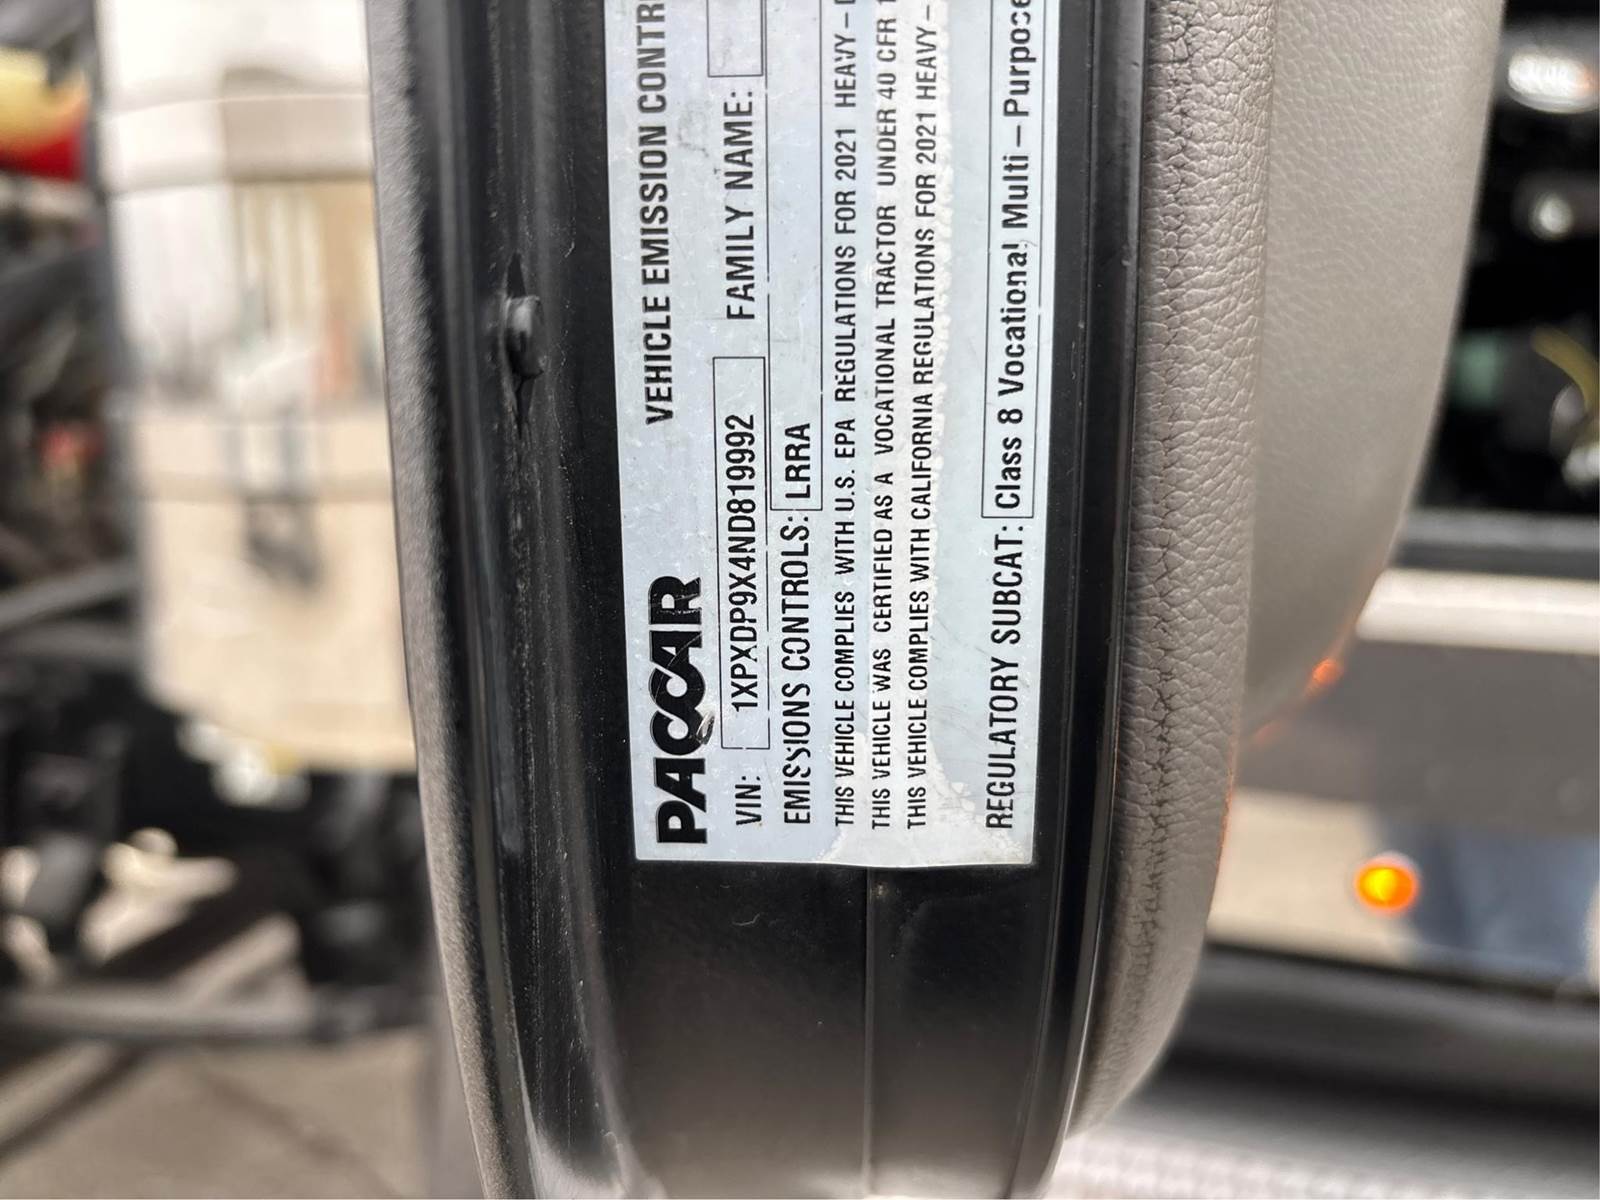 PACCAR
VEHICLE EMISSION CONTR
VIN: 1XPXDP9X4ND819992 FAMILY NAME:
EMISSIONS CONTROLS: LRRA
THIS VEHICLE COMPLIES WITH U.S. EPA REGULATIONS FOR 2021 HEAVY –
THIS VEHICLE WAS CERTIFIED AS A VOCATIONAL TRACTOR UNDER 40 CFR
THIS VEHICLE COMPLIES WITH CALIFORNIA REGULATIONS FOR 2021 HEAVY –
REGULATORY SUBCAT: Class 8 Vocational Multi – Purpose